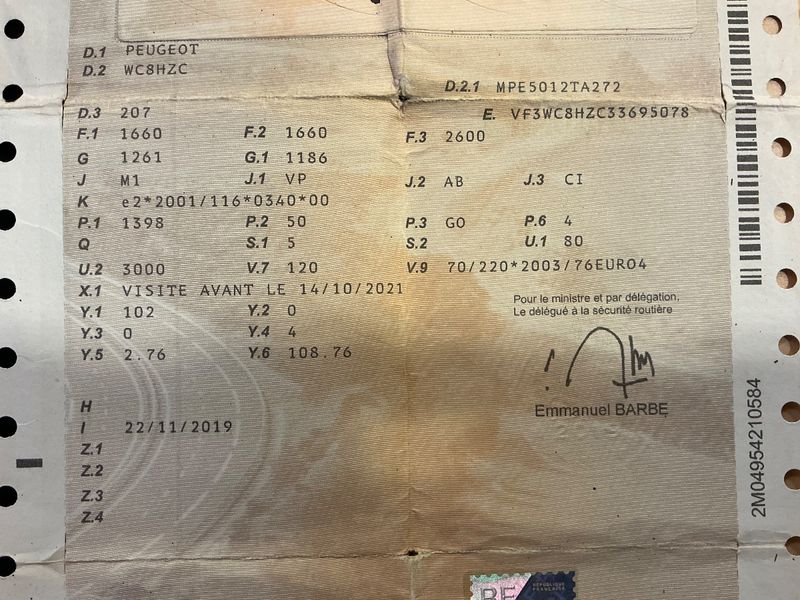 D.1 PEUGEOT
D.2 WC8HZC
D.2.1 MPE5012TA272
D.3 207 E. VF3WC8HZC33695078
F.1 1660 F.2 1660 F.3 2600
G 1261 G.1 1186
J M1 J.1 VP J.2 AB J.3 CI
K e2*2001/116*0340*00
P.1 1398 P.2 50 P.3 GO P.6 4
Q S.1 5 S.2 U.1 80
U.2 3000 V.7 120 V.9 70/220*2003/76EURO4
X.1 VISITE AVANT LE 14/10/2021
Y.1 102 Y.2 0
Y.3 0 Y.4 4
Y.5 2.76 Y.6 108.76
Pour le ministre et par délégation,
Le délégué à la sécurité routière
Emmanuel BARBE
H
I 22/11/2019
Z.1
Z.2
Z.3
Z.4
2M04954210584
RÉPUBLIQUE
FRANÇAISE